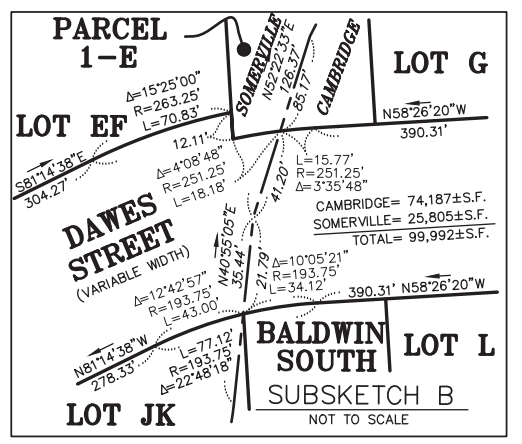 PARCEL
1-E
SOMERVILLE
N52°22'33"E
126.37'
85.17'
CAMBRIDGE
LOT G
Δ=15°25'00"
R=263.25'
L=70.83'
LOT EF
N58°26'20"W
390.31'
12.11'
Δ=4°08'48"
R=251.25'
L=18.18'
L=15.77'
R=251.25'
Δ=3°35'48"
S81°14'38"E
304.27'
41.20'
CAMBRIDGE= 74,187±S.F.
SOMERVILLE= 25,805±S.F.
TOTAL= 99,992±S.F.
DAWES
STREET
(VARIABLE WIDTH)
N40°55'05"E
35.44'
21.79'
Δ=10°05'21"
R=193.75'
L=34.12'
Δ=12°42'57"
R=193.75'
L=43.00'
390.31' N58°26'20"W
N81°14'38"W
278.33'
L=77.12'
R=193.75'
Δ=22°48'18"
BALDWIN
SOUTH
LOT L
LOT JK
SUBSKETCH B
NOT TO SCALE